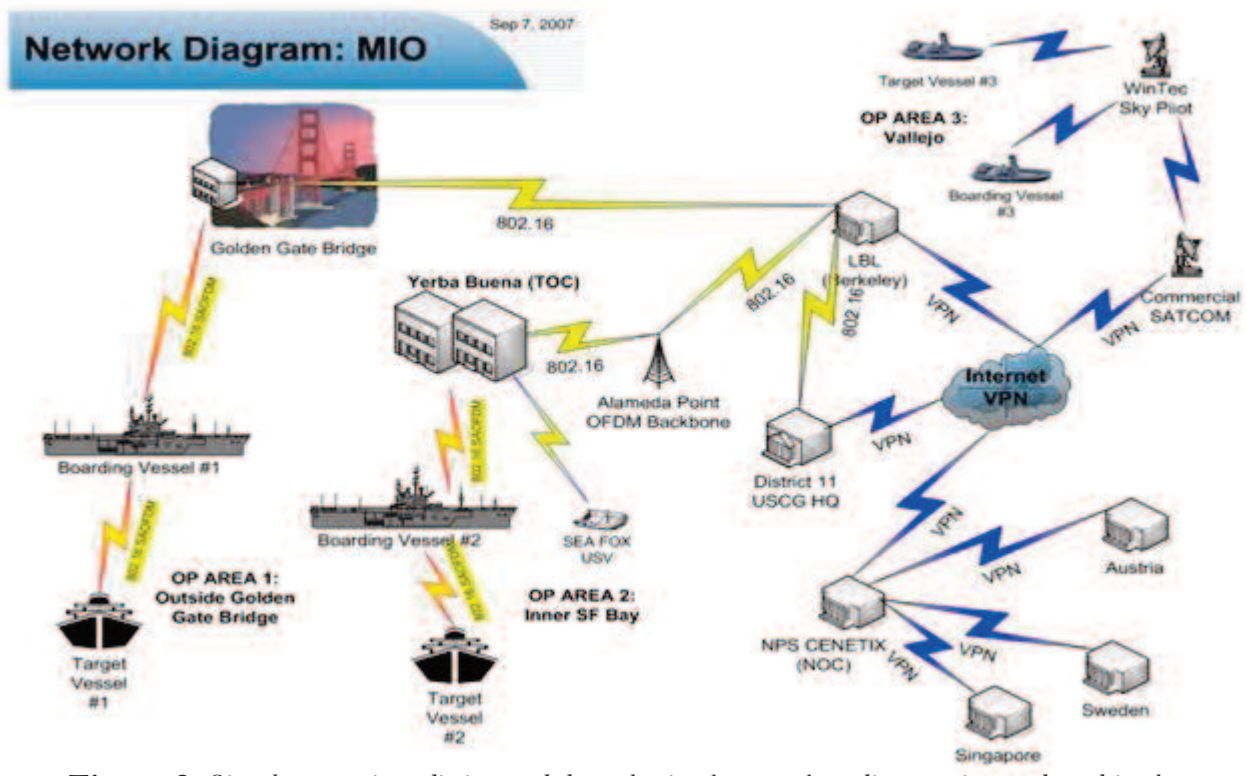 Sep 7, 2007
Network Diagram: MIO
Target Vessel #3
WinTec
Sky Pilot
OP AREA 3:
Vallejo
Boarding Vessel
#3
802.16
Golden Gate Bridge
LBL
(Berkeley)
Yerba Buena (TOC)
802.16
802.16
VPN
Commercial
SATCOM
VPN
802.16 SAOFDM
802.16
Internet
VPN
Alameda Point
OFDM Backbone
VPN
Boarding Vessel #1
802.16 SAOFDM
District 11
USCG HQ
802.16 SAOFDM
Boarding Vessel #2
SEA FOX
USV
VPN
VPN
Austria
OP AREA 1:
Outside Golden
Gate Bridge
802.16 SAOFDM
OP AREA 2:
Inner SF Bay
NPS CENETIX
(NOC)
VPN
VPN
Target
Vessel
#1
Target
Vessel
#2
Sweden
Singapore